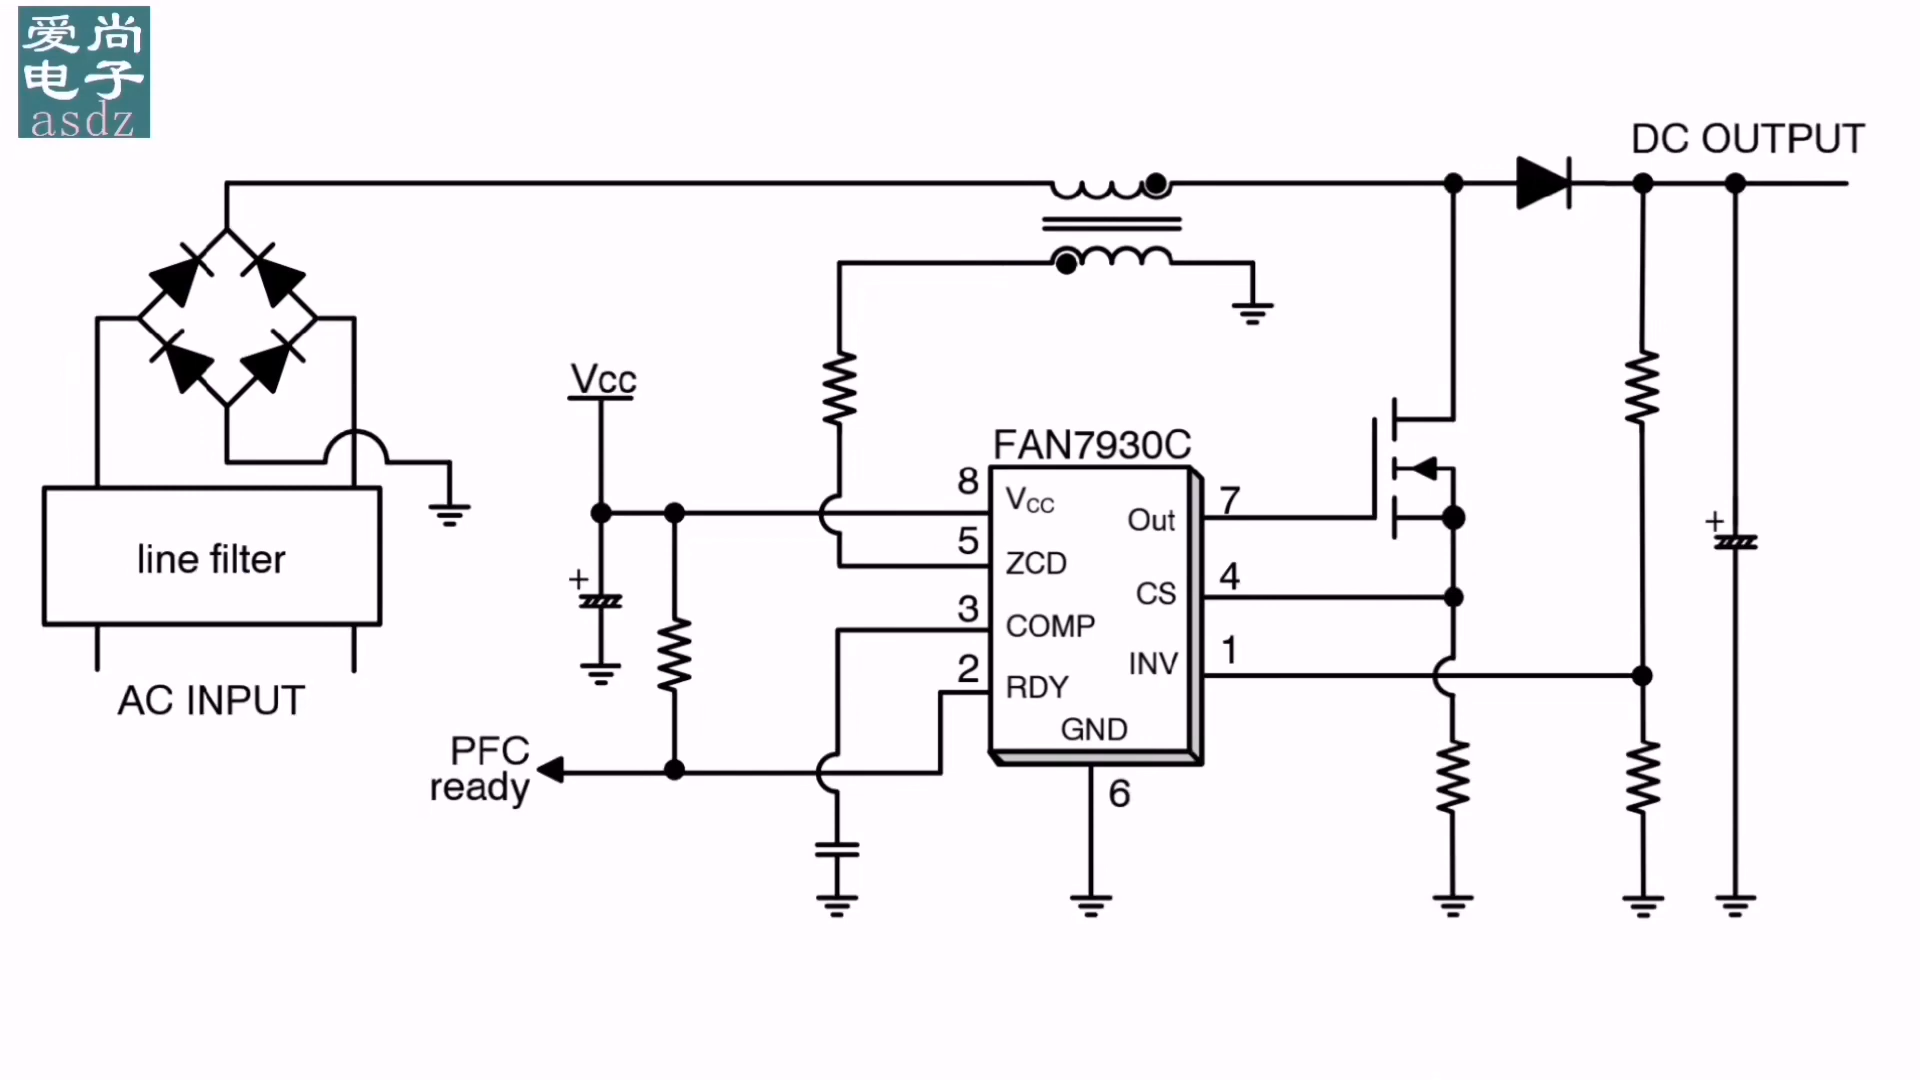 爱尚
电子
asdz
DC OUTPUT
Vcc
FAN7930C
8
VCC
Out
7
5
ZCD
CS
4
line filter
3
COMP
INV
1
2
RDY
GND
6
AC INPUT
PFC
ready
+
+